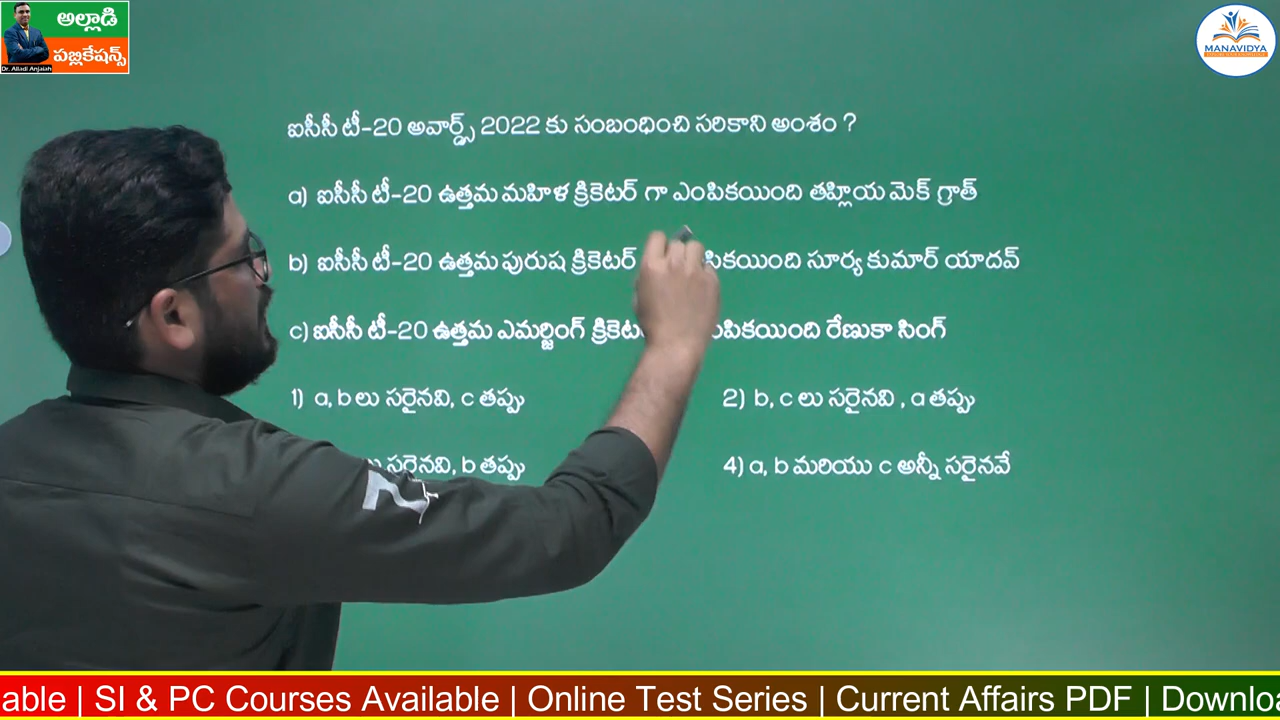 అల్లాడి
పబ్లికేషన్స్
Dr. Alladi Anjaiah
MANAVIDYA
ఐసీసీ టీ-20 అవార్డ్స్ 2022 కు సంబంధించి సరికాని అంశం ?
a) ఐసీసీ టీ-20 ఉత్తమ మహిళ క్రికెటర్ గా ఎంపికయింది తహ్లియ మెక్ గ్రాత్
b) ఐసీసీ టీ-20 ఉత్తమ పురుష క్రికెటర్ సూర్య కుమార్ యాదవ్
c) ఐసీసీ టీ-20 ఉత్తమ ఎమర్జింగ్ రేణుకా సింగ్
1) a, b లు సరైనవి, c తప్పు
2) b, c లు సరైనవి , a తప్పు
సరైనవి, b తప్పు
4) a, b మరియు c అన్నీ సరైనవే
able | SI & PC Courses Available | Online Test Series | Current Affairs PDF | Downlo